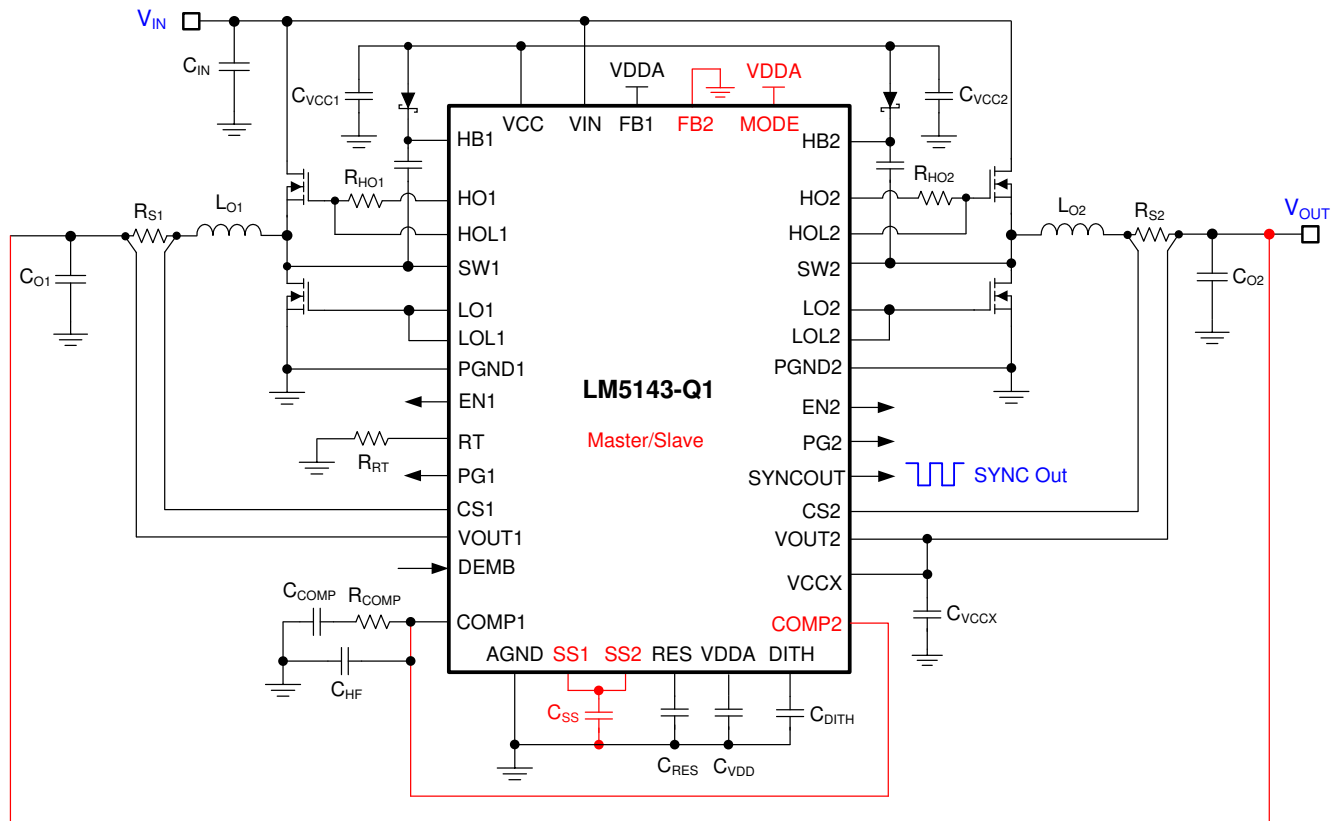 VIN
CIN
CVCC1
VDDA
VDDA
CVCC2
VCC
VIN
FB1
FB2
MODE
HB1
HB2
RHO1
HO1
HO2
RHO2
RS1
LO1
HOL1
HOL2
LO2
RS2
VOUT
SW1
SW2
CO1
CO2
LO1
LO2
LOL1
LOL2
PGND1
PGND2
LM5143-Q1
EN1
EN2
Master/Slave
RT
PG2
RRT
PG1
SYNCOUT
SYNC Out
CS1
CS2
VOUT1
VOUT2
DEMB
VCCX
CCOMP
RCOMP
COMP1
COMP2
CVCCX
AGND
SS1
SS2
RES
VDDA
DITH
CHF
CSS
CDITH
CRES
CVDD